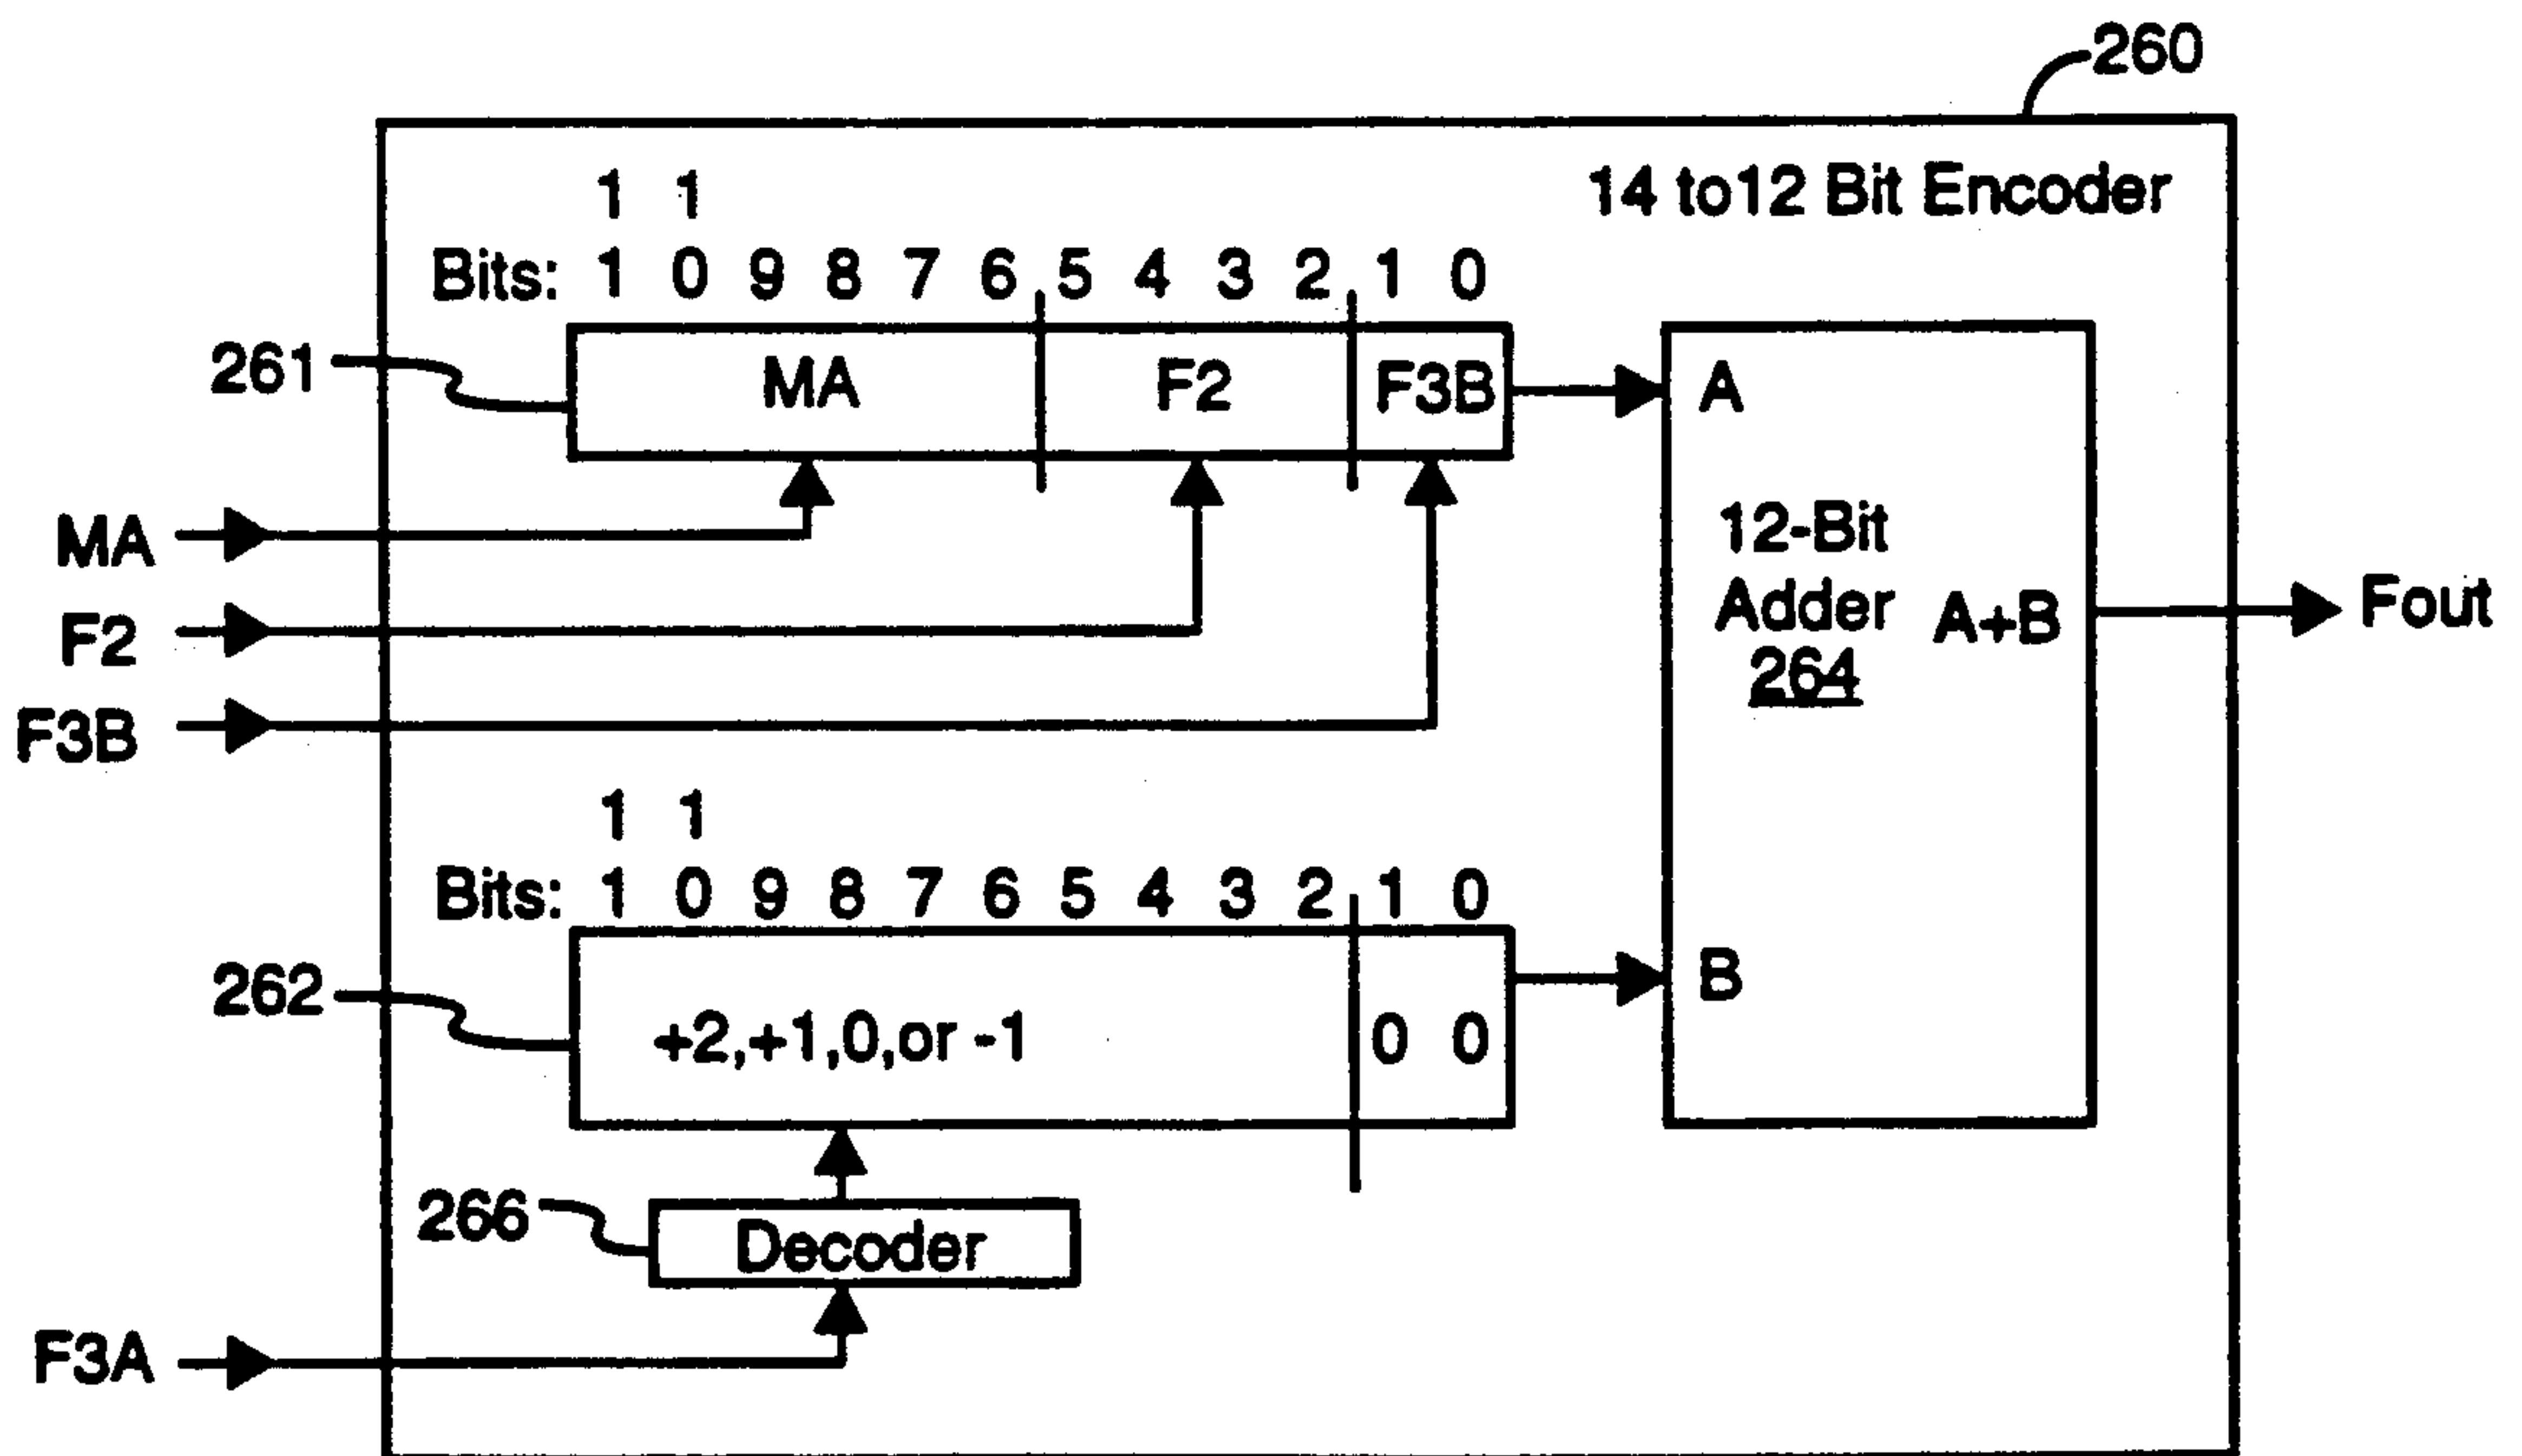 260
14 to12 Bit Encoder
1 1
Bits: 1 0 9 8 7 6 5 4 3 2 1 0
261
MA F2 F3B
A
MA
F2
F3B
12-Bit
Adder
264
A+B
Fout
1 1
Bits: 1 0 9 8 7 6 5 4 3 2 1 0
262
+2,+1,0,or -1 0 0
B
266
Decoder
F3A